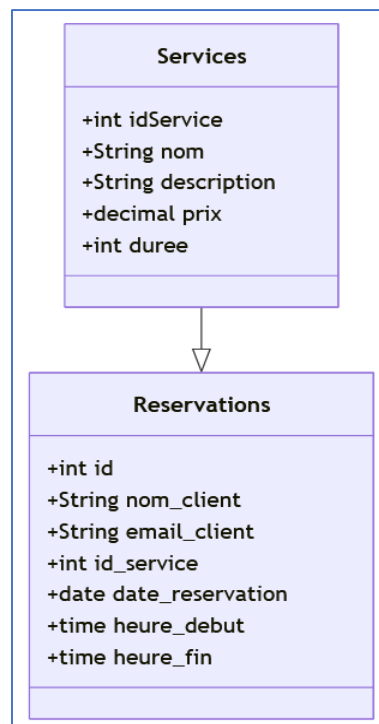 Services
+int idService
+String nom
+String description
+decimal prix
+int duree
Reservations
+int id
+String nom_client
+String email_client
+int id_service
+date date_reservation
+time heure_debut
+time heure_fin